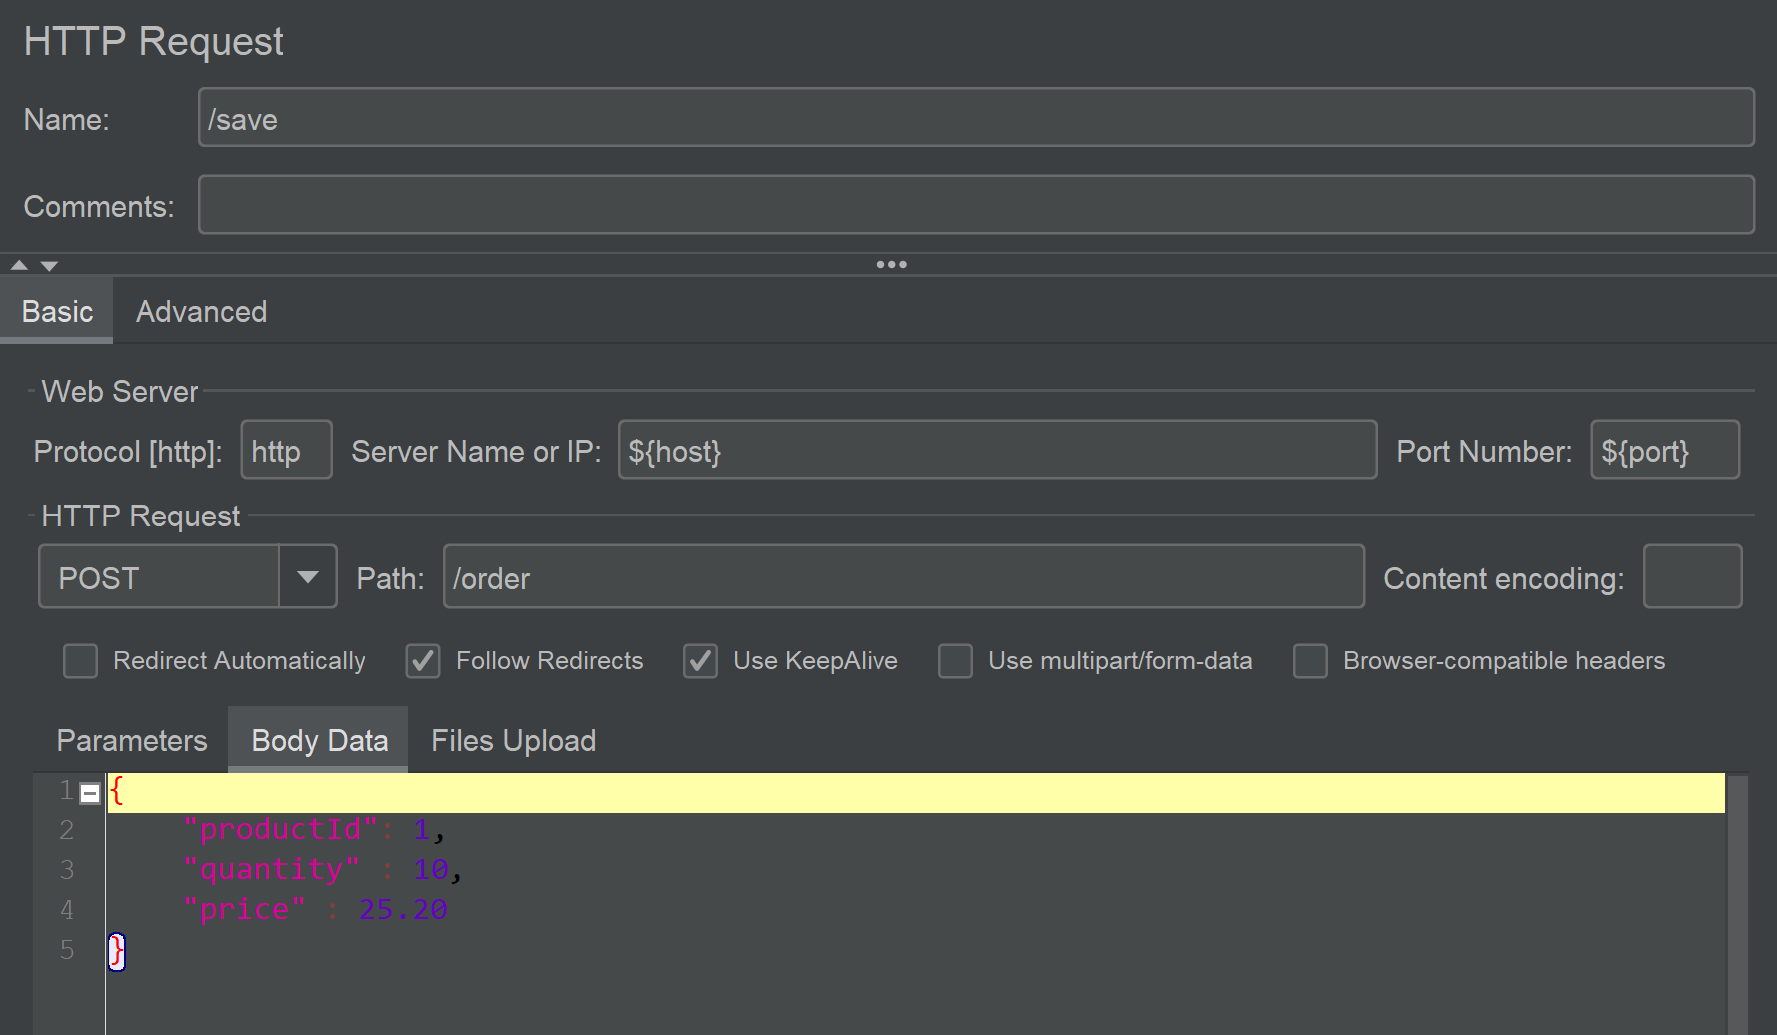 HTTP Request
Name: /save
Comments:
Basic Advanced
Web Server
Protocol [http]: http Server Name or IP: ${host} Port Number: ${port}
HTTP Request
POST Path: /order Content encoding:
Redirect Automatically Follow Redirects Use KeepAlive Use multipart/form-data Browser-compatible headers
Parameters Body Data Files Upload
1 {
2 "productId": 1,
3 "quantity" : 10,
4 "price" : 25.20
5 }